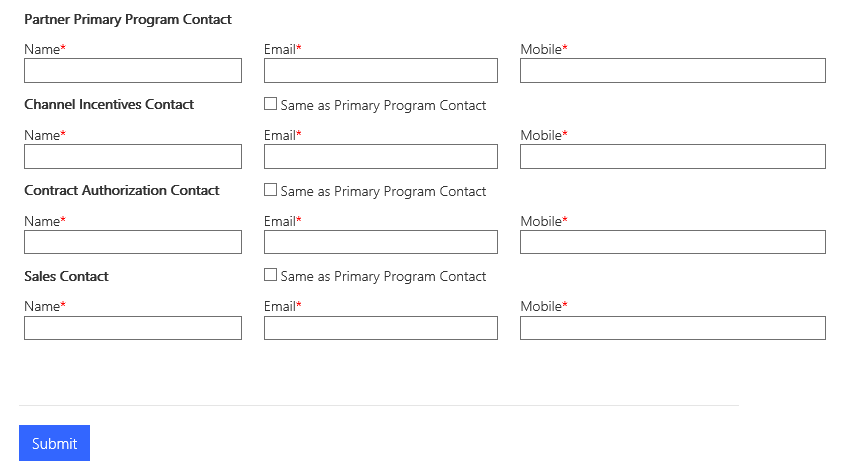 Partner Primary Program Contact
Name* Email* Mobile*
Channel Incentives Contact Same as Primary Program Contact
Name* Email* Mobile*
Contract Authorization Contact Same as Primary Program Contact
Name* Email* Mobile*
Sales Contact Same as Primary Program Contact
Name* Email* Mobile*
Submit